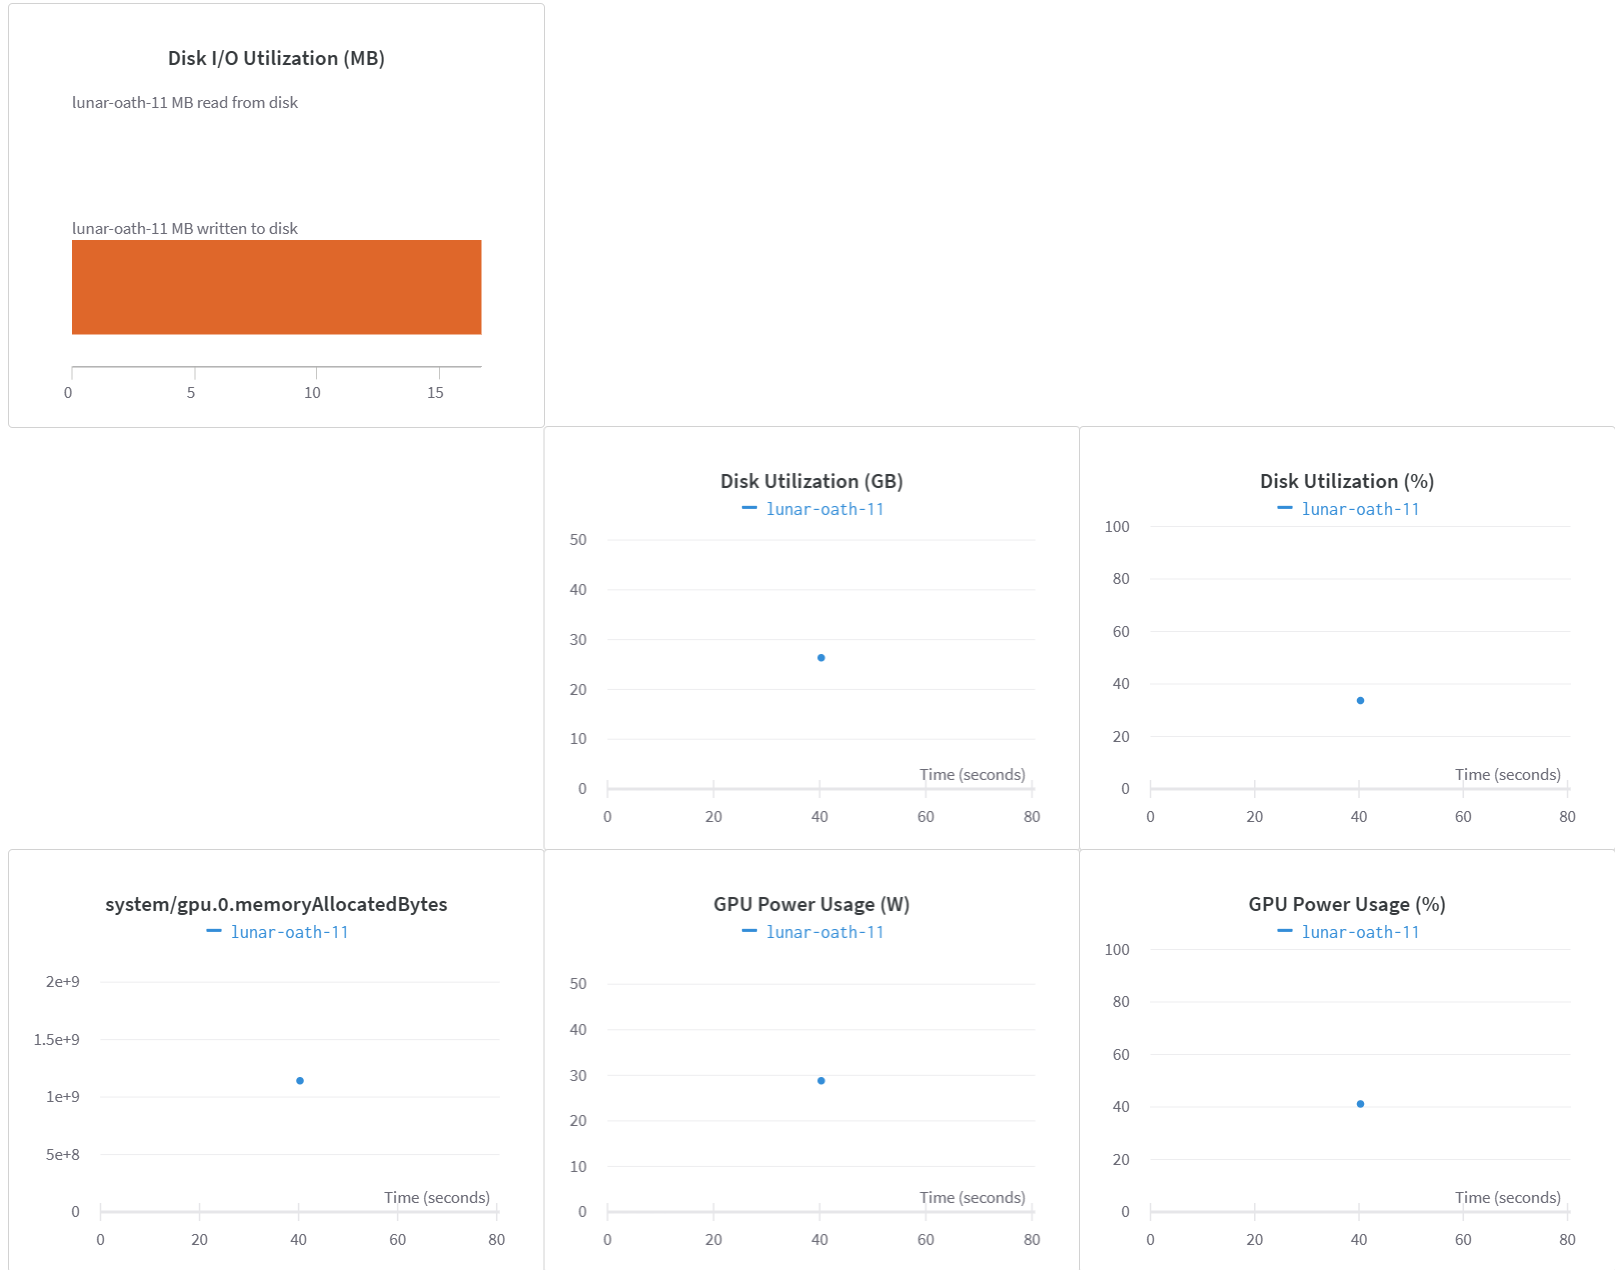 Disk I/O Utilization (MB)
lunar-oath-11 MB read from disk
lunar-oath-11 MB written to disk
0 5 10 15
Disk Utilization (GB)
lunar-oath-11
50
40
30
20
10
0
Time (seconds)
0 20 40 60 80
Disk Utilization (%)
lunar-oath-11
100
80
60
40
20
0
Time (seconds)
0 20 40 60 80
system/gpu.0.memoryAllocatedBytes
lunar-oath-11
2e+9
1.5e+9
1e+9
5e+8
0
Time (seconds)
0 20 40 60 80
GPU Power Usage (W)
lunar-oath-11
50
40
30
20
10
0
Time (seconds)
0 20 40 60 80
GPU Power Usage (%)
lunar-oath-11
100
80
60
40
20
0
Time (seconds)
0 20 40 60 80